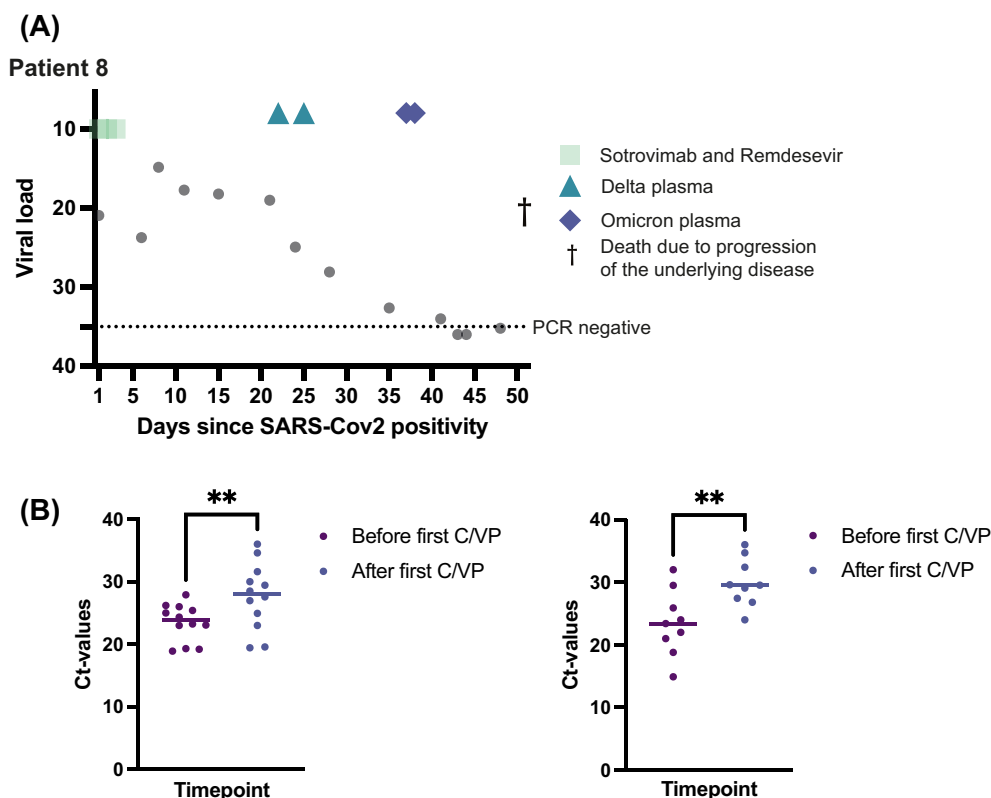 (A)
Patient 8
Viral load
10
20
30
40
1 5 10 15 20 25 30 35 40 45 50
Days since SARS-Cov2 positivity
PCR negative
Sotrovimab and Remdesevir
Delta plasma
Omicron plasma
† Death due to progression
of the underlying disease
†
(B)
**
Ct-values
40
30
20
10
0
Timepoint
Before first C/VP
After first C/VP
**
Ct-values
40
30
20
10
0
Timepoint
Before first C/VP
After first C/VP